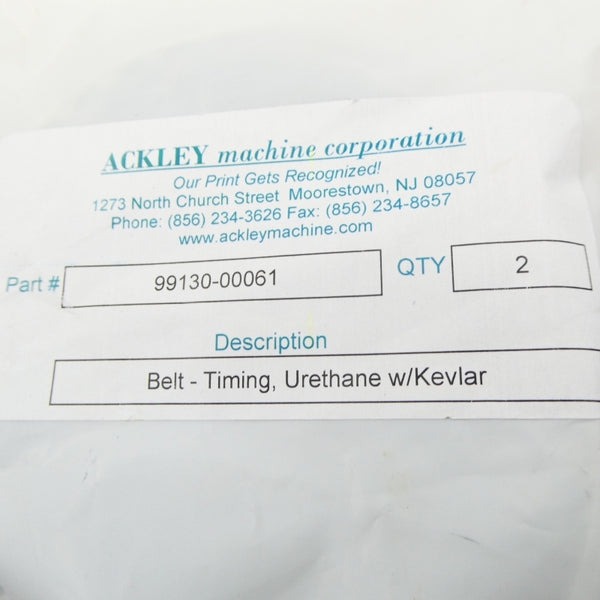 ACKLEY machine corporation
Our Print Gets Recognized!
1273 North Church Street Moorestown, NJ 08057
Phone: (856) 234-3626 Fax: (856) 234-8657
www.ackleymachine.com
Part # 99130-00061 QTY 2
Description
Belt - Timing, Urethane w/Kevlar